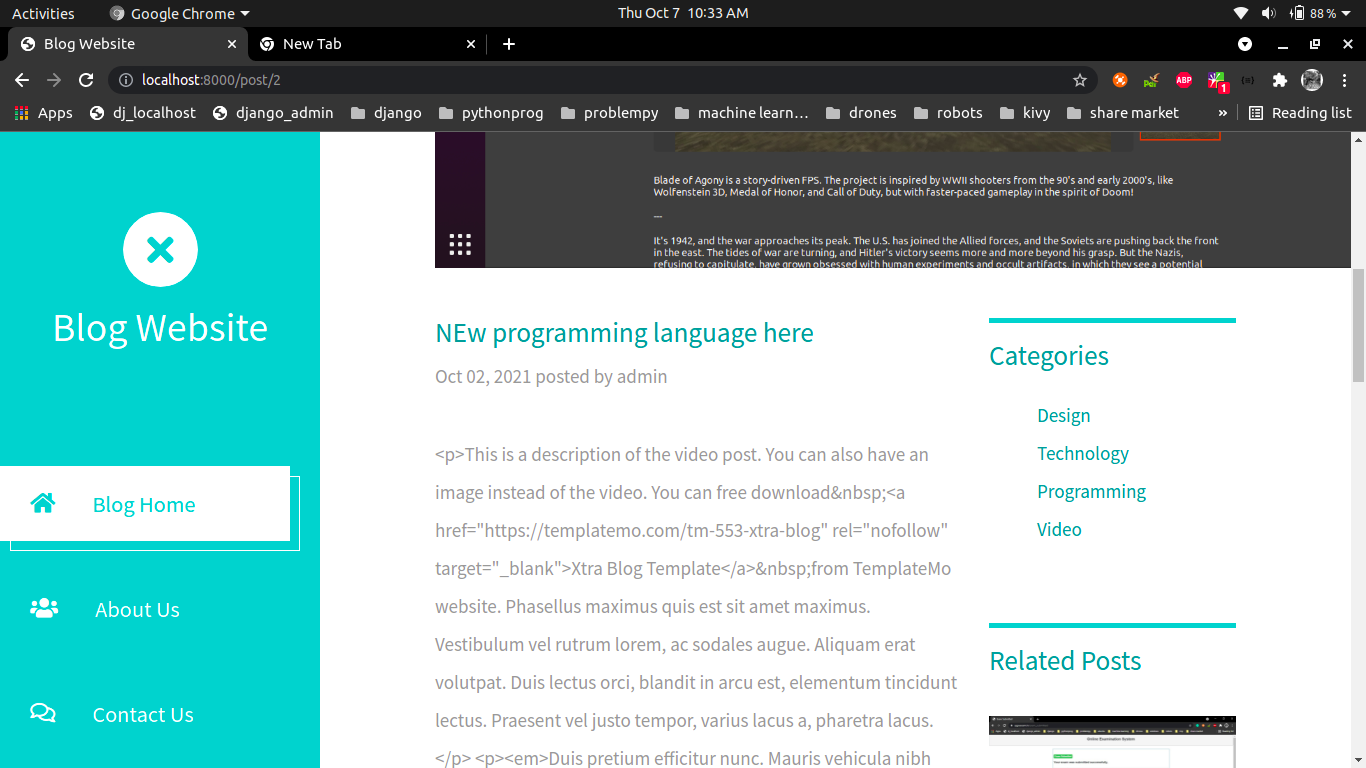 Activities Google Chrome Thu Oct 7 10:33 AM 88 %
Blog Website New Tab
localhost:8000/post/2 ABP 1
Apps dj_localhost django_admin django pythonprog problempy machine learn… drones robots kivy share market » Reading list
Blade of Agony is a story-driven FPS. The project is inspired by WWII shooters from the 90's and early 2000's, like
Wolfenstein 3D, Medal of Honor, and Call of Duty, but with faster-paced gameplay in the spirit of Doom!
---
It's 1942, and the war approaches its peak. The U.S. has joined the Allied forces, and the Soviets are pushing back the front
in the east. The tides of war are turning, and Hitler's victory seems more and more beyond his grasp. But the Nazis,
refusing to capitulate, have grown obsessed with human experiments and occult artifacts, in which they see a potential
Blog Website
Blog Home
About Us
Contact Us
NEw programming language here
Oct 02, 2021 posted by admin
<p>This is a description of the video post. You can also have an
image instead of the video. You can free download&nbsp;<a
href="https://templatemo.com/tm-553-xtra-blog" rel="nofollow"
target="_blank">Xtra Blog Template</a>&nbsp;from TemplateMo
website. Phasellus maximus quis est sit amet maximus.
Vestibulum vel rutrum lorem, ac sodales augue. Aliquam erat
volutpat. Duis lectus orci, blandit in arcu est, elementum tincidunt
lectus. Praesent vel justo tempor, varius lacus a, pharetra lacus.
</p> <p><em>Duis pretium efficitur nunc. Mauris vehicula nibh
Categories
Design
Technology
Programming
Video
Related Posts
Online Examination System